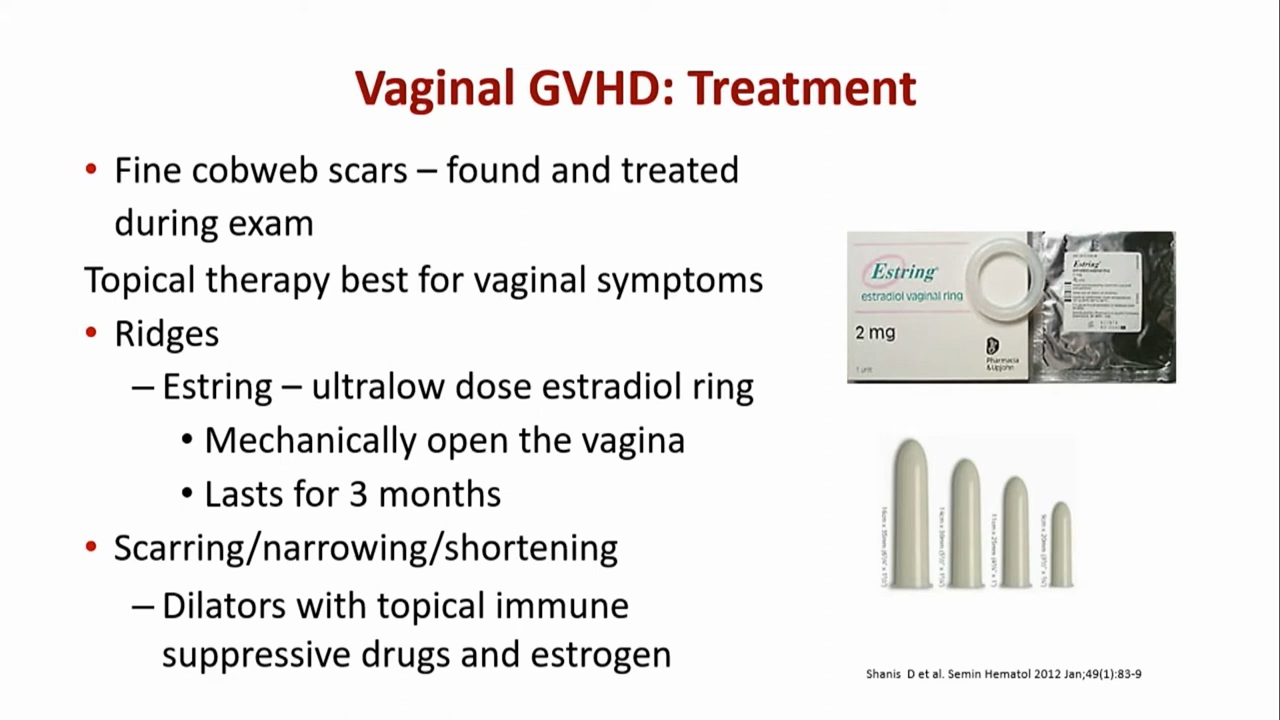 Vaginal GVHD: Treatment
• Fine cobweb scars – found and treated
during exam
Topical therapy best for vaginal symptoms
• Ridges
– Estring – ultralow dose estradiol ring
• Mechanically open the vagina
• Lasts for 3 months
• Scarring/narrowing/shortening
– Dilators with topical immune
suppressive drugs and estrogen
Estring
estradiol vaginal ring
2 mg
Pharmacia
&Upjohn
1 unit
Estring
Shanis D et al. Semin Hematol 2012 Jan;49(1):83-9